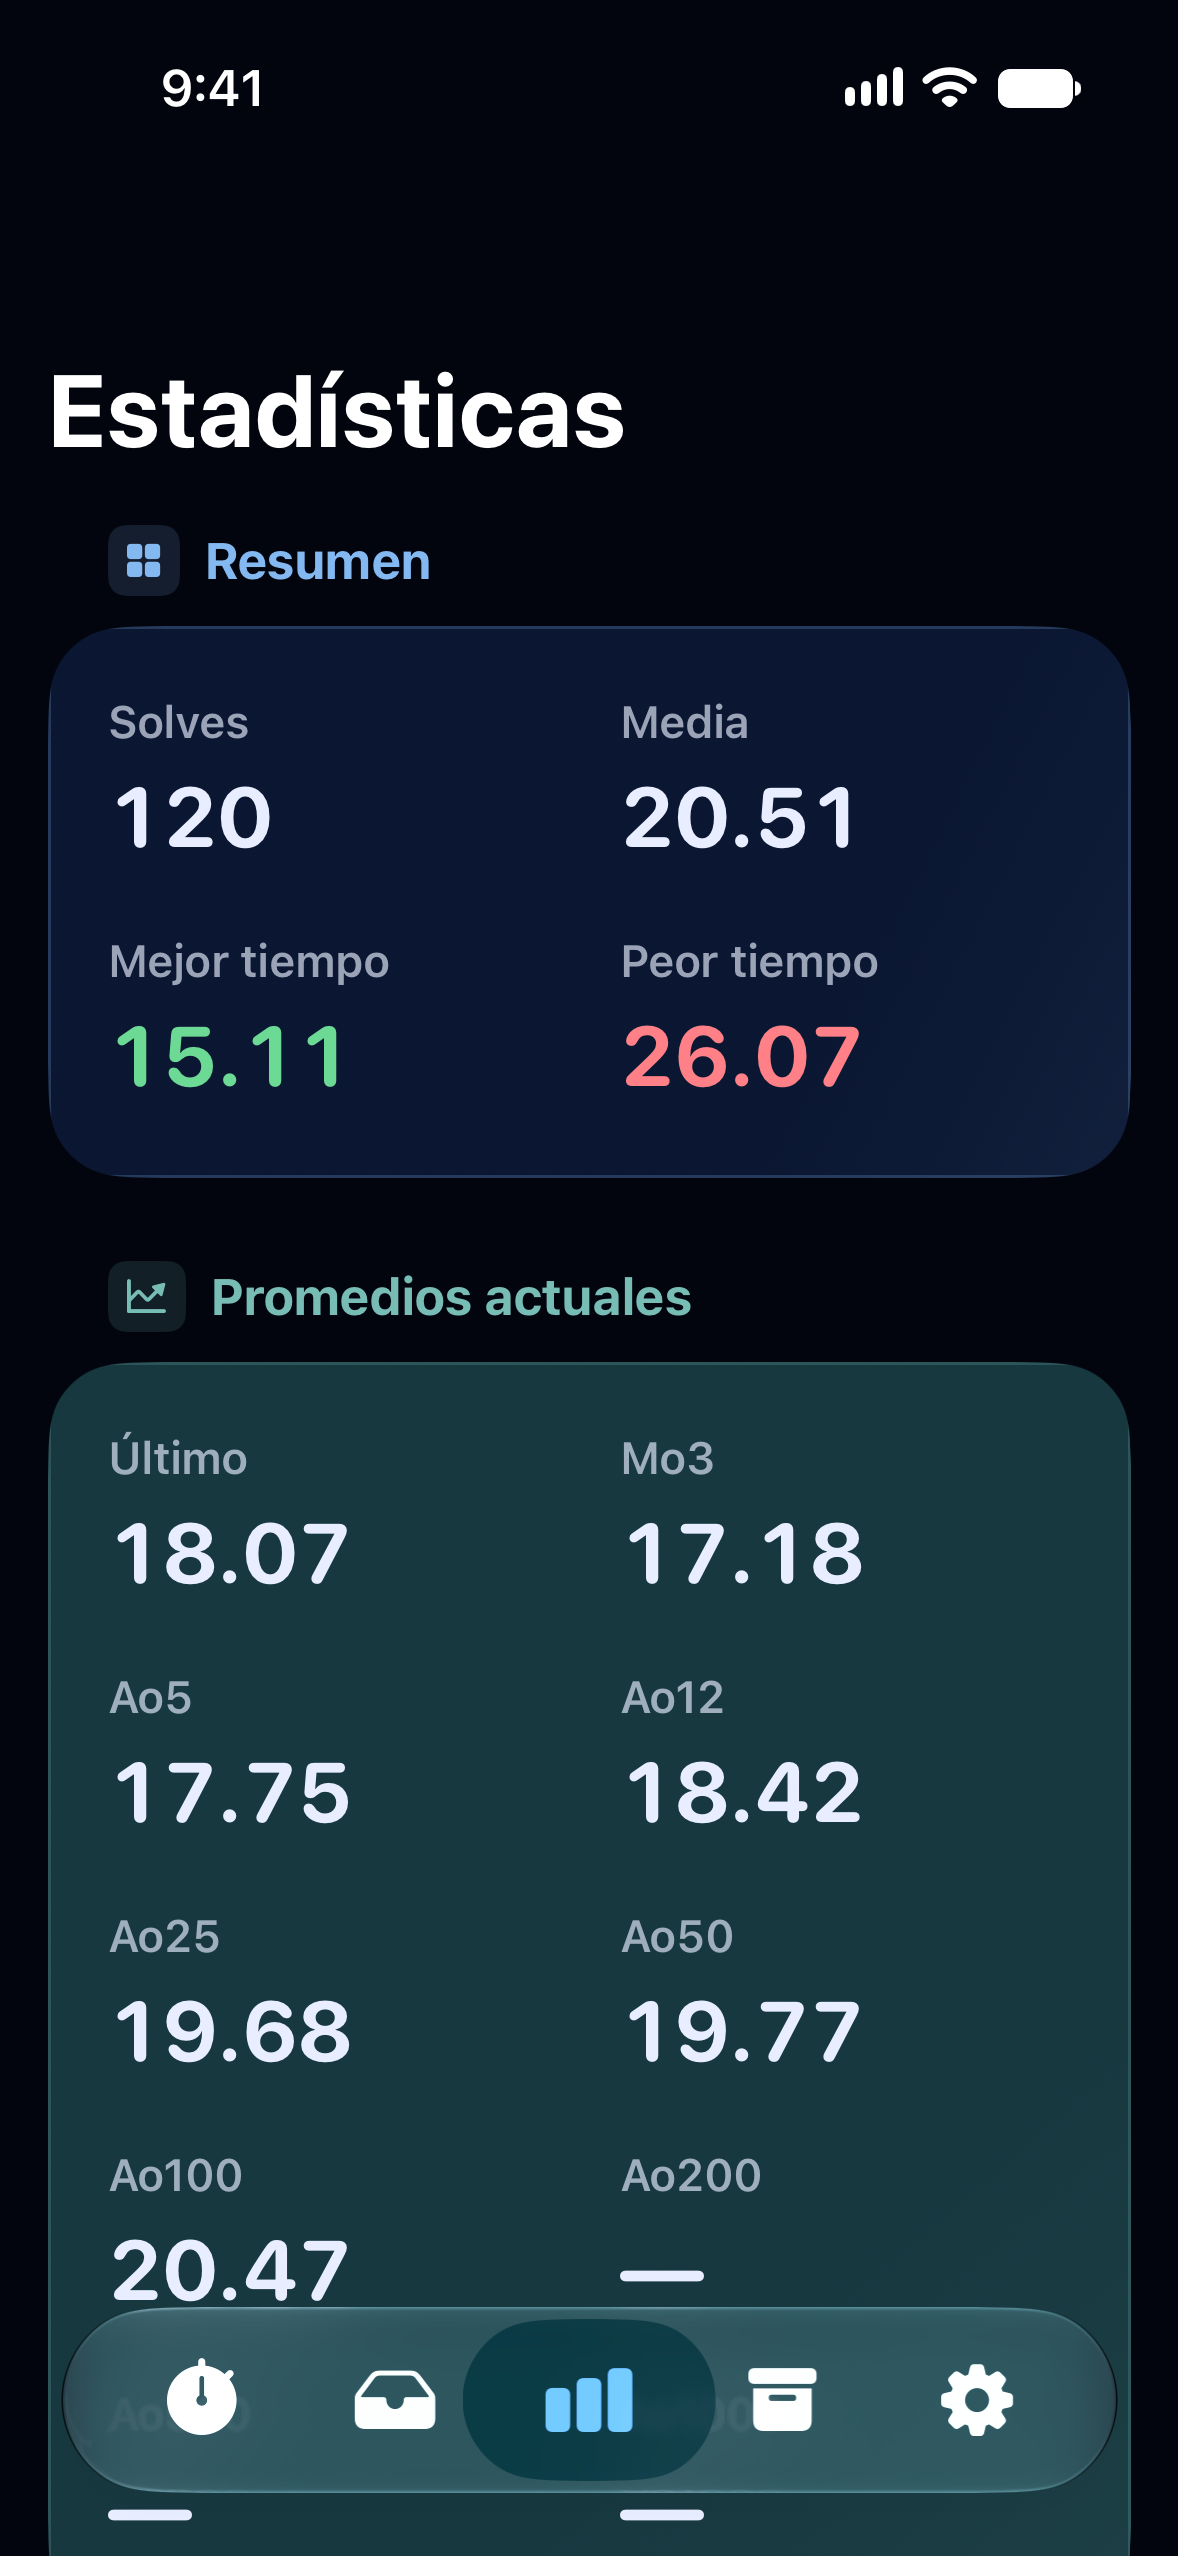 9:41
Estadísticas
Resumen
Solves Media
120 20.51
Mejor tiempo Peor tiempo
15.11 26.07
Promedios actuales
Último Mo3
18.07 17.18
Ao5 Ao12
17.75 18.42
Ao25 Ao50
19.68 19.77
Ao100 Ao200
20.47 —
— —